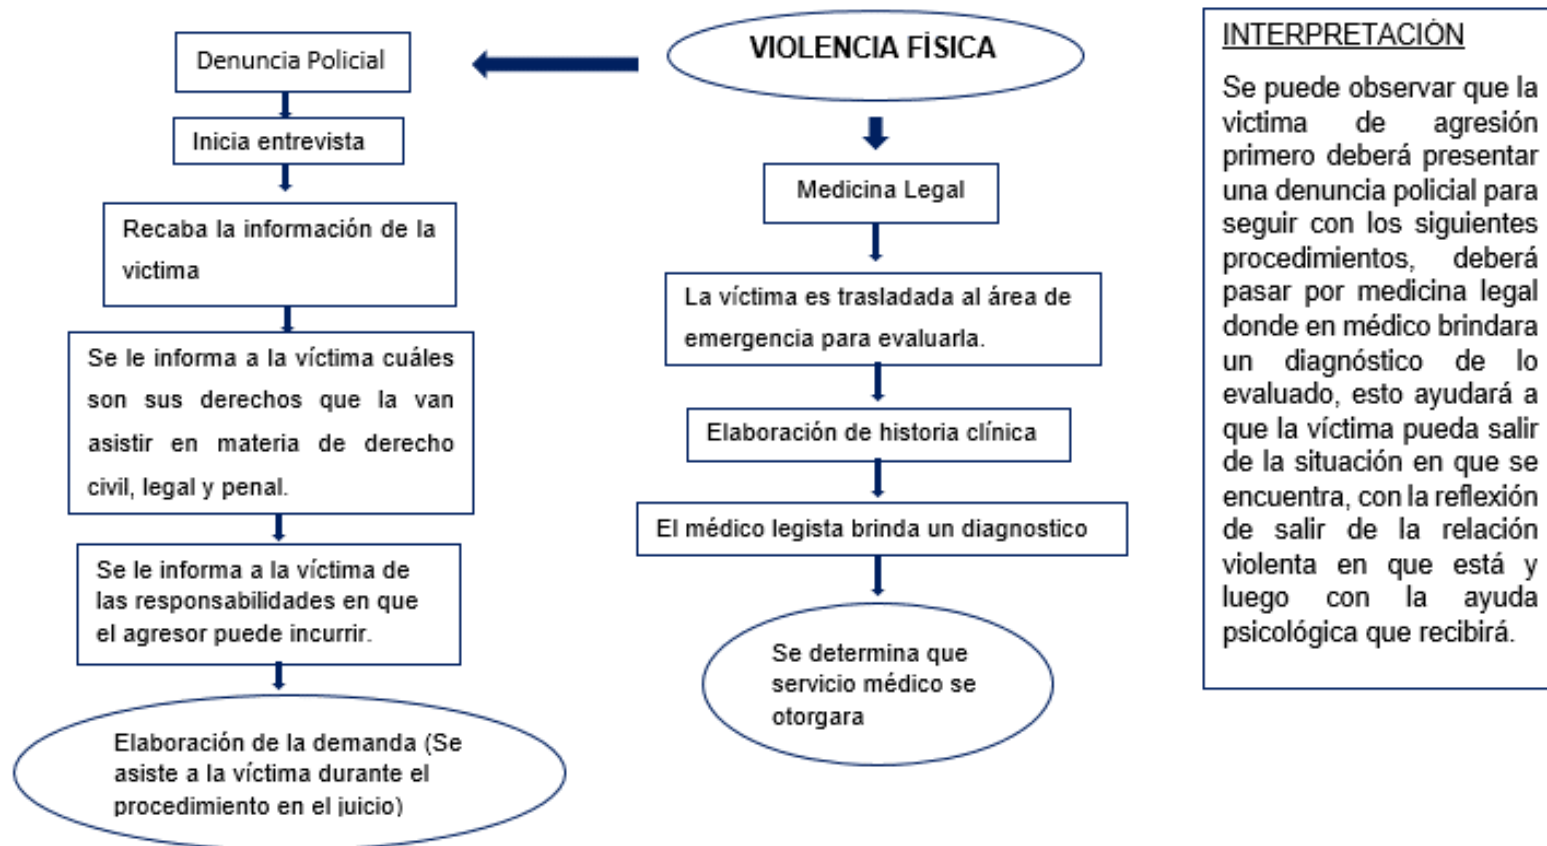 VIOLENCIA FÍSICA
Denuncia Policial
Inicia entrevista
Recaba la información de la
victima
Se le informa a la víctima cuáles
son sus derechos que la van
asistir en materia de derecho
civil, legal y penal.
Se le informa a la víctima de
las responsabilidades en que
el agresor puede incurrir.
Elaboración de la demanda (Se
asiste a la víctima durante el
procedimiento en el juicio)
Medicina Legal
La víctima es trasladada al área de
emergencia para evaluarla.
Elaboración de historia clínica
El médico legista brinda un diagnostico
Se determina que
servicio médico se
otorgara
INTERPRETACIÓN
Se puede observar que la
victima de agresión
primero deberá presentar
una denuncia policial para
seguir con los siguientes
procedimientos, deberá
pasar por medicina legal
donde en médico brindara
un diagnóstico de lo
evaluado, esto ayudará a
que la víctima pueda salir
de la situación en que se
encuentra, con la reflexión
de salir de la relación
violenta en que está y
luego con la ayuda
psicológica que recibirá.